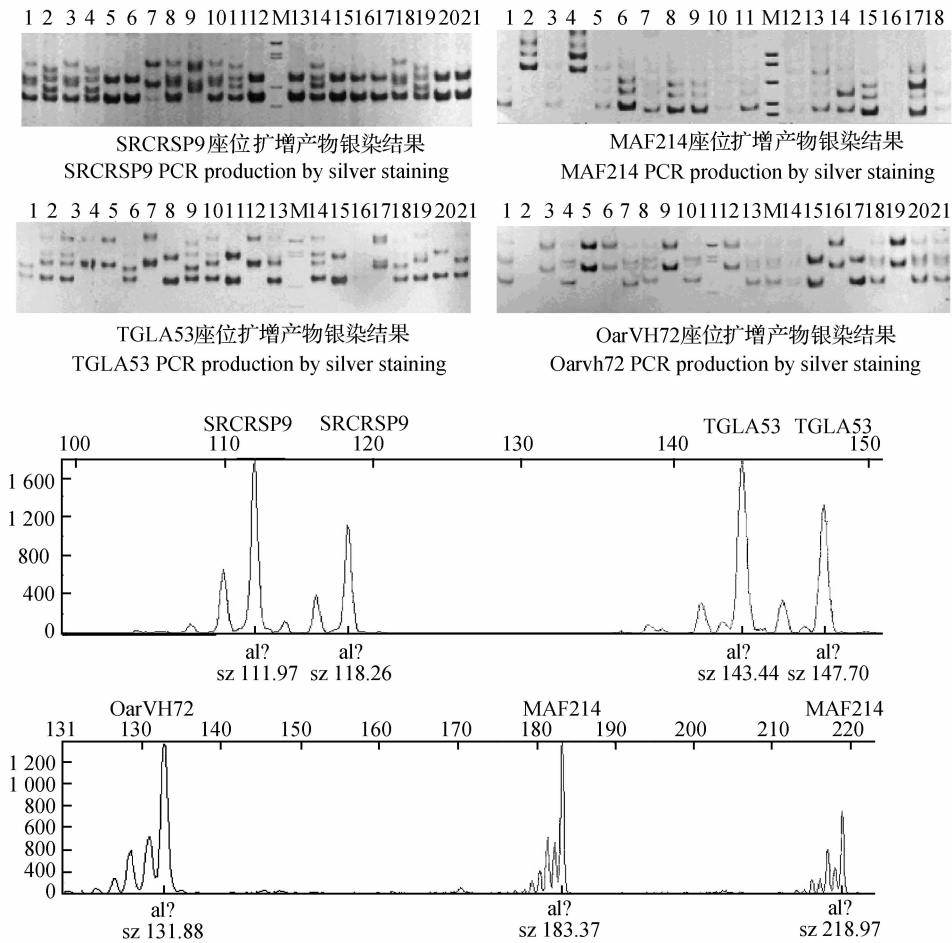 1 2 3 4 5 6 7 8 9 10 11 12 M 13 14 15 16 17 18 19 20 21
SRCRSP9座位扩增产物银染结果
SRCRSP9 PCR production by silver staining
1 2 3 4 5 6 7 8 9 10 11 M 12 13 14 15 16 17 18
MAF214座位扩增产物银染结果
MAF214 PCR production by silver staining
1 2 3 4 5 6 7 8 9 10 11 12 13 M 14 15 16 17 18 19 20 21
TGLA53座位扩增产物银染结果
TGLA53 PCR production by silver staining
1 2 3 4 5 6 7 8 9 10 11 12 13 M 14 15 16 17 18 19 20 21
OarVH72座位扩增产物银染结果
Oarvh72 PCR production by silver staining
SRCRSP9 SRCRSP9 TGLA53 TGLA53
100 110 120 130 140 150
1 600
1 200
800
400
0
al? al? al? al?
sz 111.97 sz 118.26 sz 143.44 sz 147.70
OarVH72 MAF214 MAF214
131 130 140 150 160 170 180 190 200 210 220
1 200
1 000
800
600
800
400
0
al? al? al?
sz 131.88 sz 183.37 sz 218.97